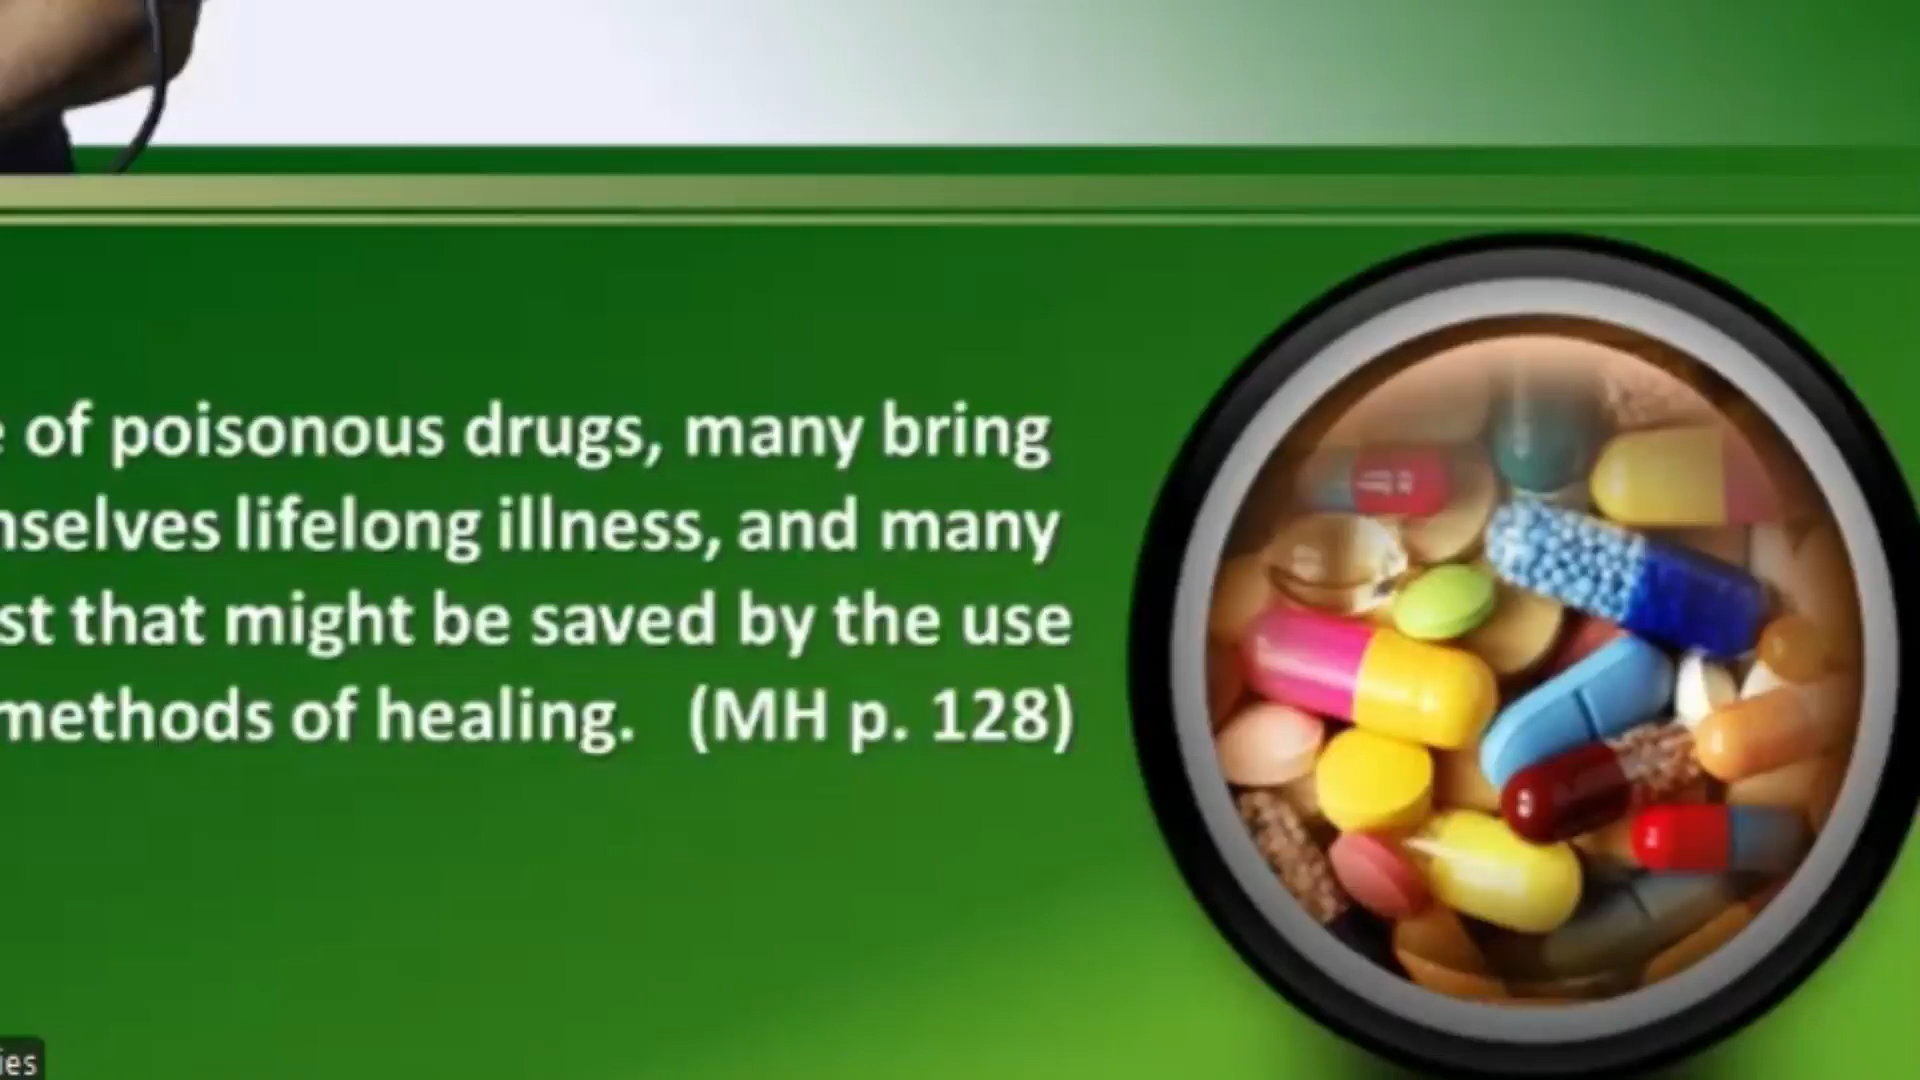 of poisonous drugs, many bring
nselves lifelong illness, and many
st that might be saved by the use
methods of healing. (MH p. 128)
ies